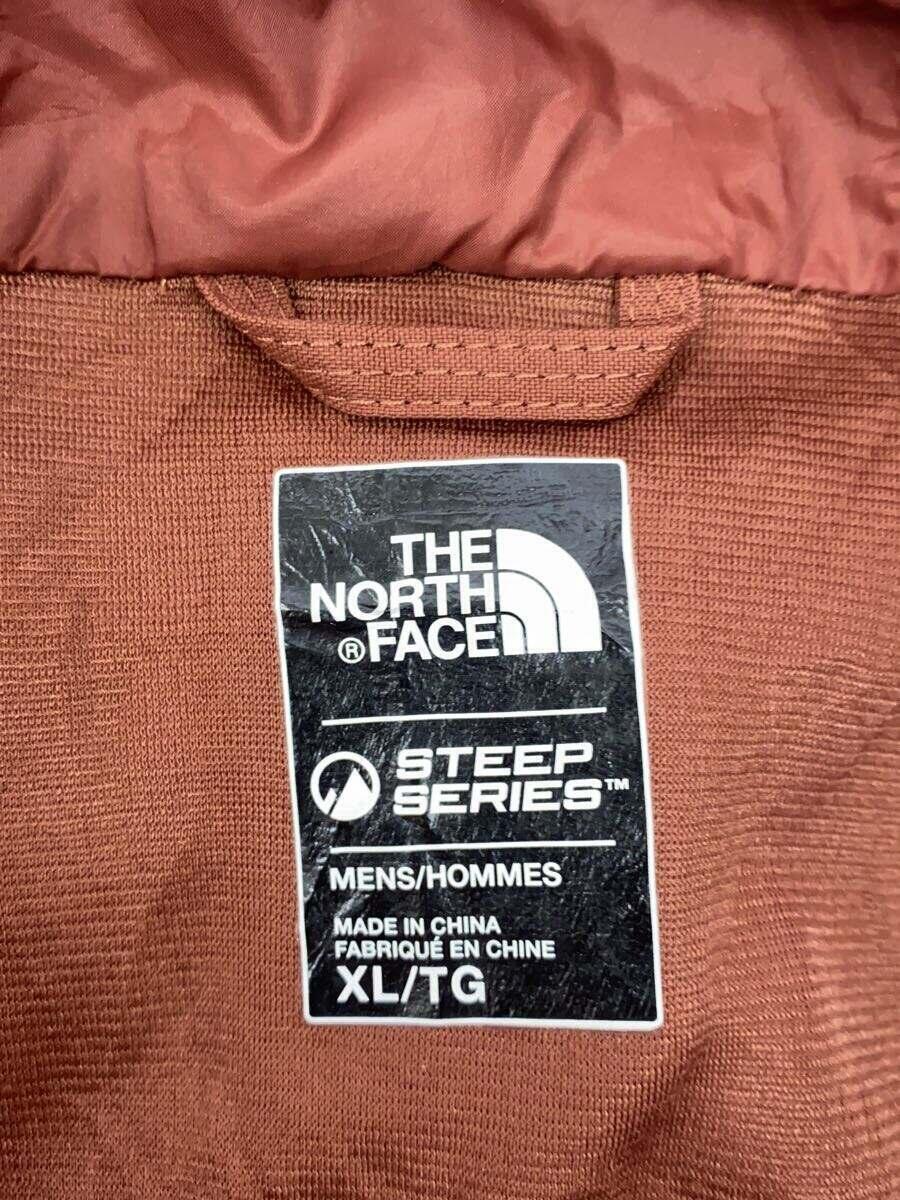 THE
NORTH
® FACE
STEEP
SERIES™
MENS/HOMMES
MADE IN CHINA
FABRIQUÉ EN CHINE
XL/TG